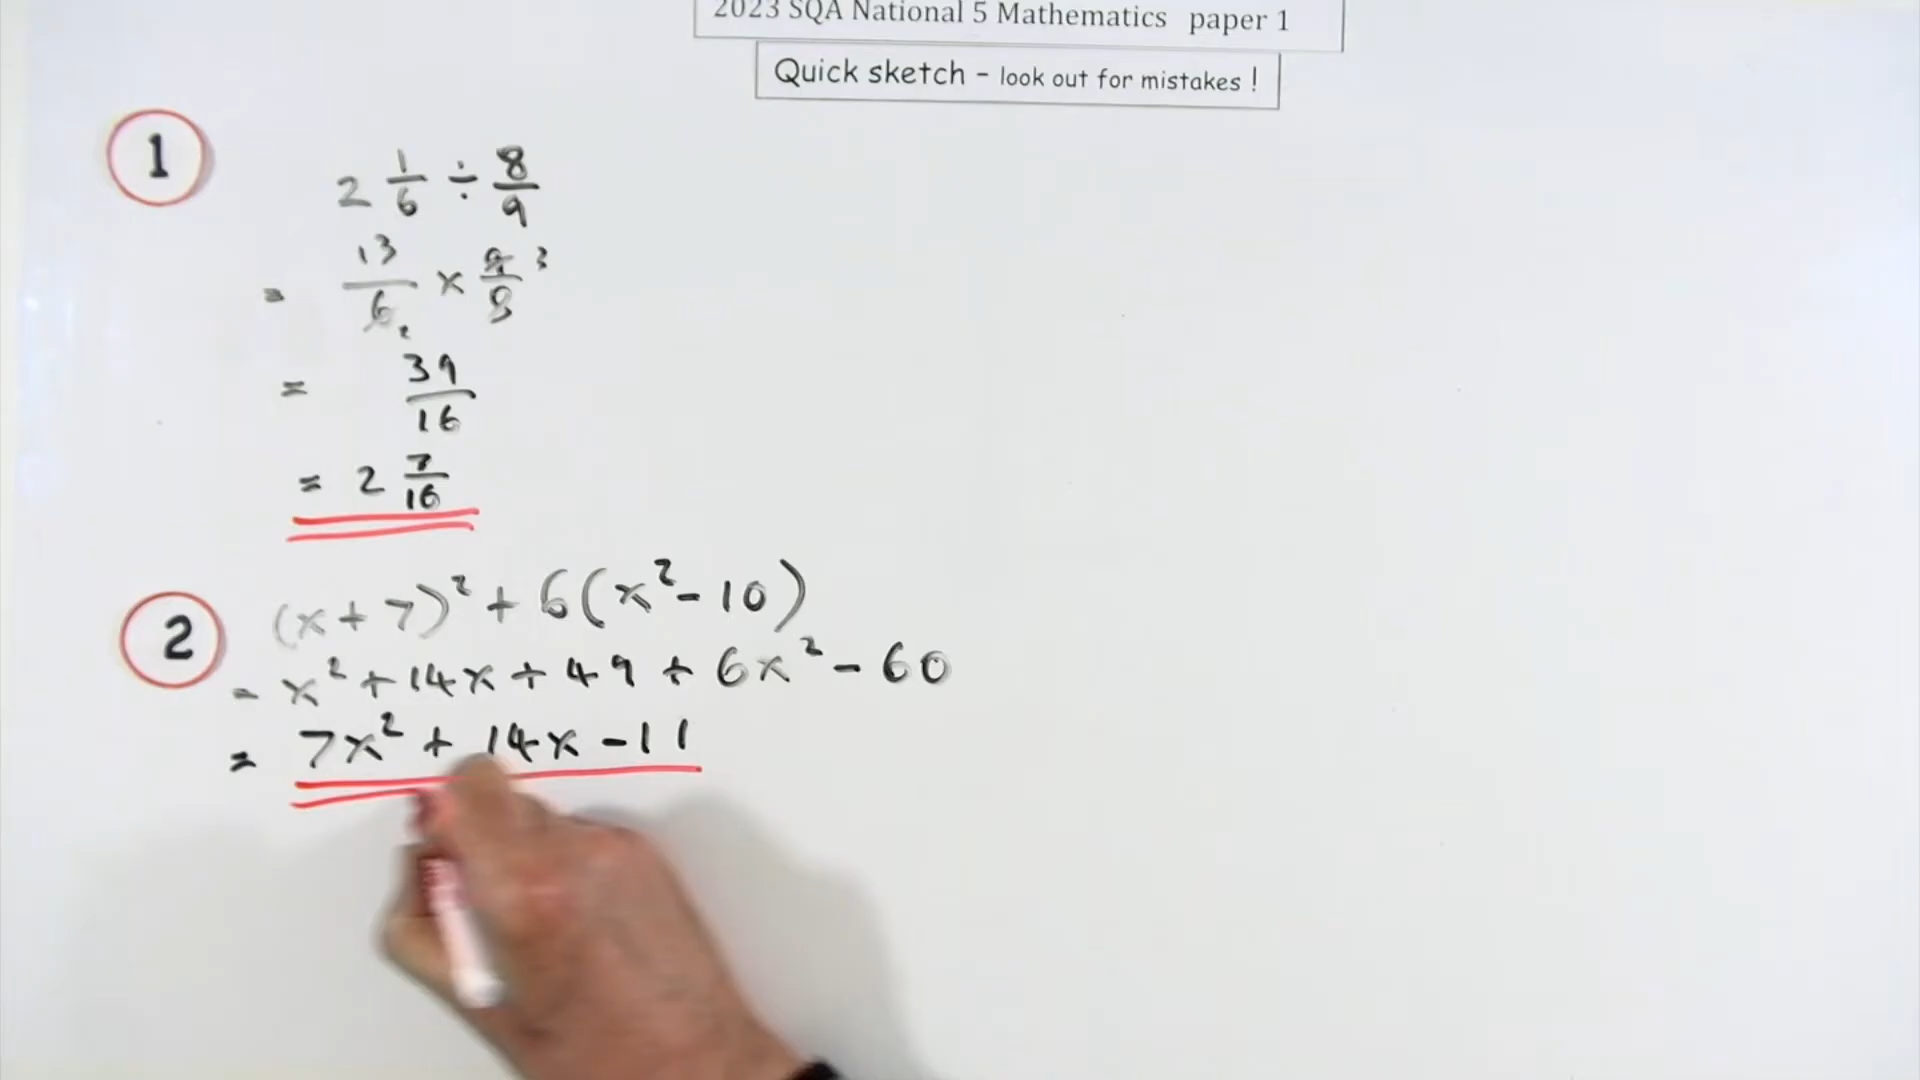 2023 SQA National 5 Mathematics paper 1
Quick sketch - look out for mistakes !
1
2 1/6 ÷ 8/9
= 13/6 2 × 9/8 3
= 39/16
= 2 7/16
2
(x + 7)² + 6(x² - 10)
= x² + 14x + 49 + 6x² - 60
= 7x² + 14x - 11